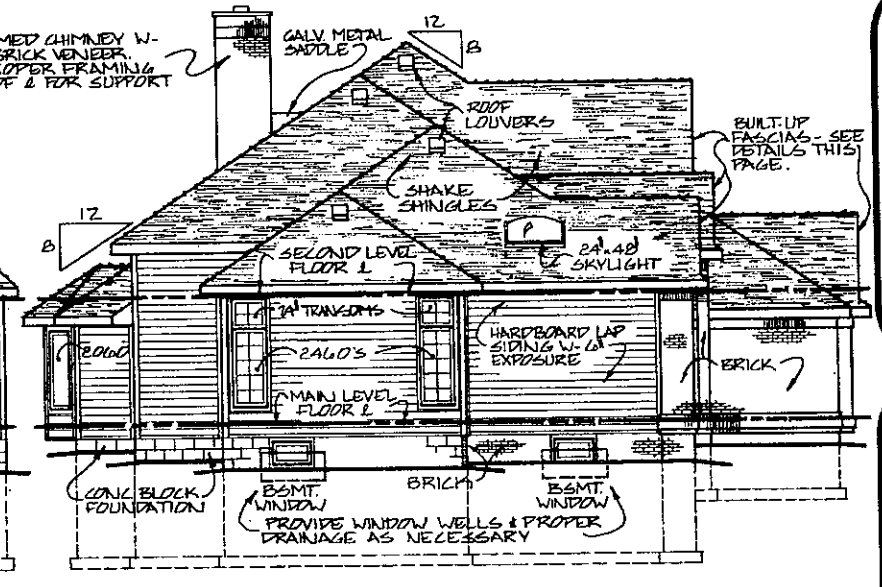 MED CHIMNEY W-
BRICK VENEER.
OPER FRAMING
OF & FOR SUPPORT
GALV. METAL
SADDLE
12
8
ROOF
LOUVERS
BUILT-UP
FASCIAS - SEE
DETAILS THIS
PAGE.
SHAKE
SHINGLES
12
8
24"x48"
SKYLIGHT
SECOND LEVEL
FLOOR
24" TRANSOMS
2060
2460'S
HARDBOARD LAP
SIDING W- 6"
EXPOSURE
BRICK
MAIN LEVEL
FLOOR
CONC. BLOCK
FOUNDATION
BSMT.
WINDOW
BRICK
BSMT.
WINDOW
PROVIDE WINDOW WELLS & PROPER
DRAINAGE AS NECESSARY